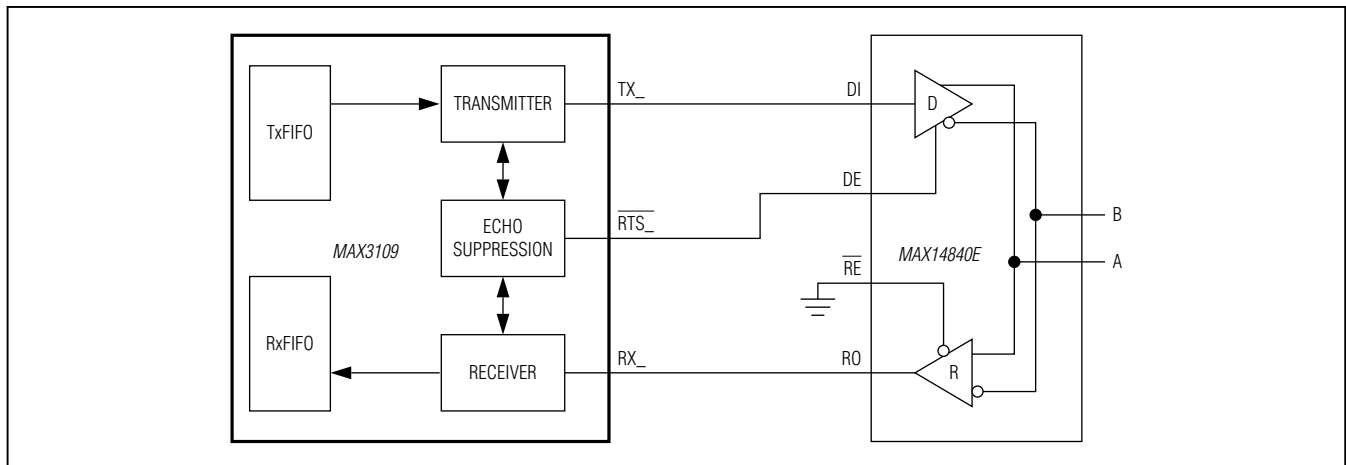 TxFIFO
TRANSMITTER
TX_
DI
D
DE
ECHO
SUPPRESSION
RTS_
B
MAX3109
MAX14840E
A
RE
RxFIFO
RECEIVER
RX_
RO
R